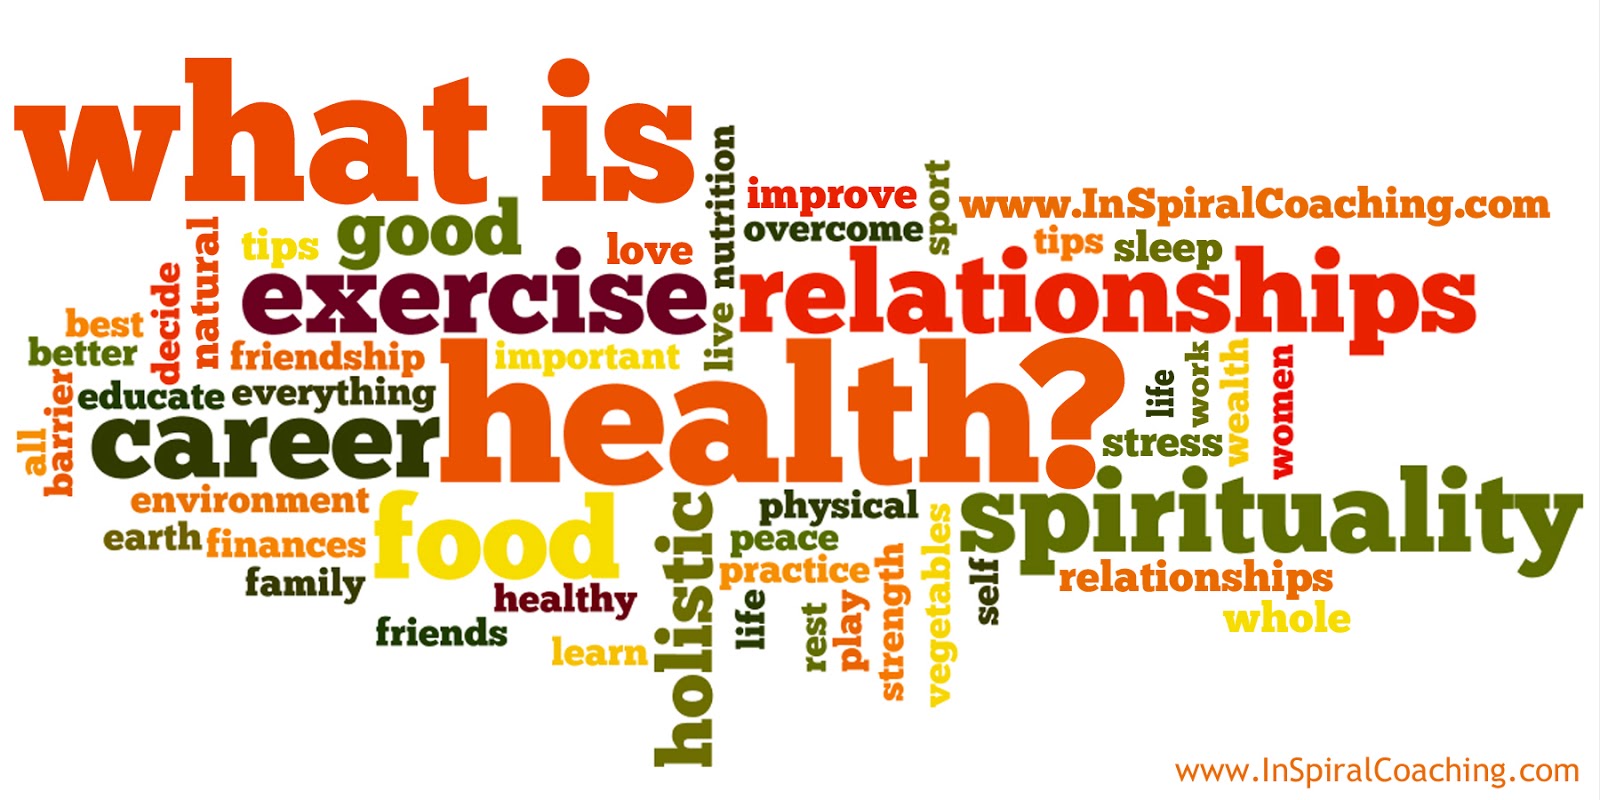 what is
nutrition
improve
sport
www.InSpiralCoaching.com
good
overcome
tips
love
tips
sleep
natural
decide
exercise
relationships
live
best
better
friendship
important
health?
life
work
wealth
women
barrier
all
educate
everything
career
stress
environment
food
holistic
physical
spirituality
earth
finances
peace
family
practice
strength
vegetables
self
relationships
healthy
life
rest
play
whole
friends
learn
www.InSpiralCoaching.com